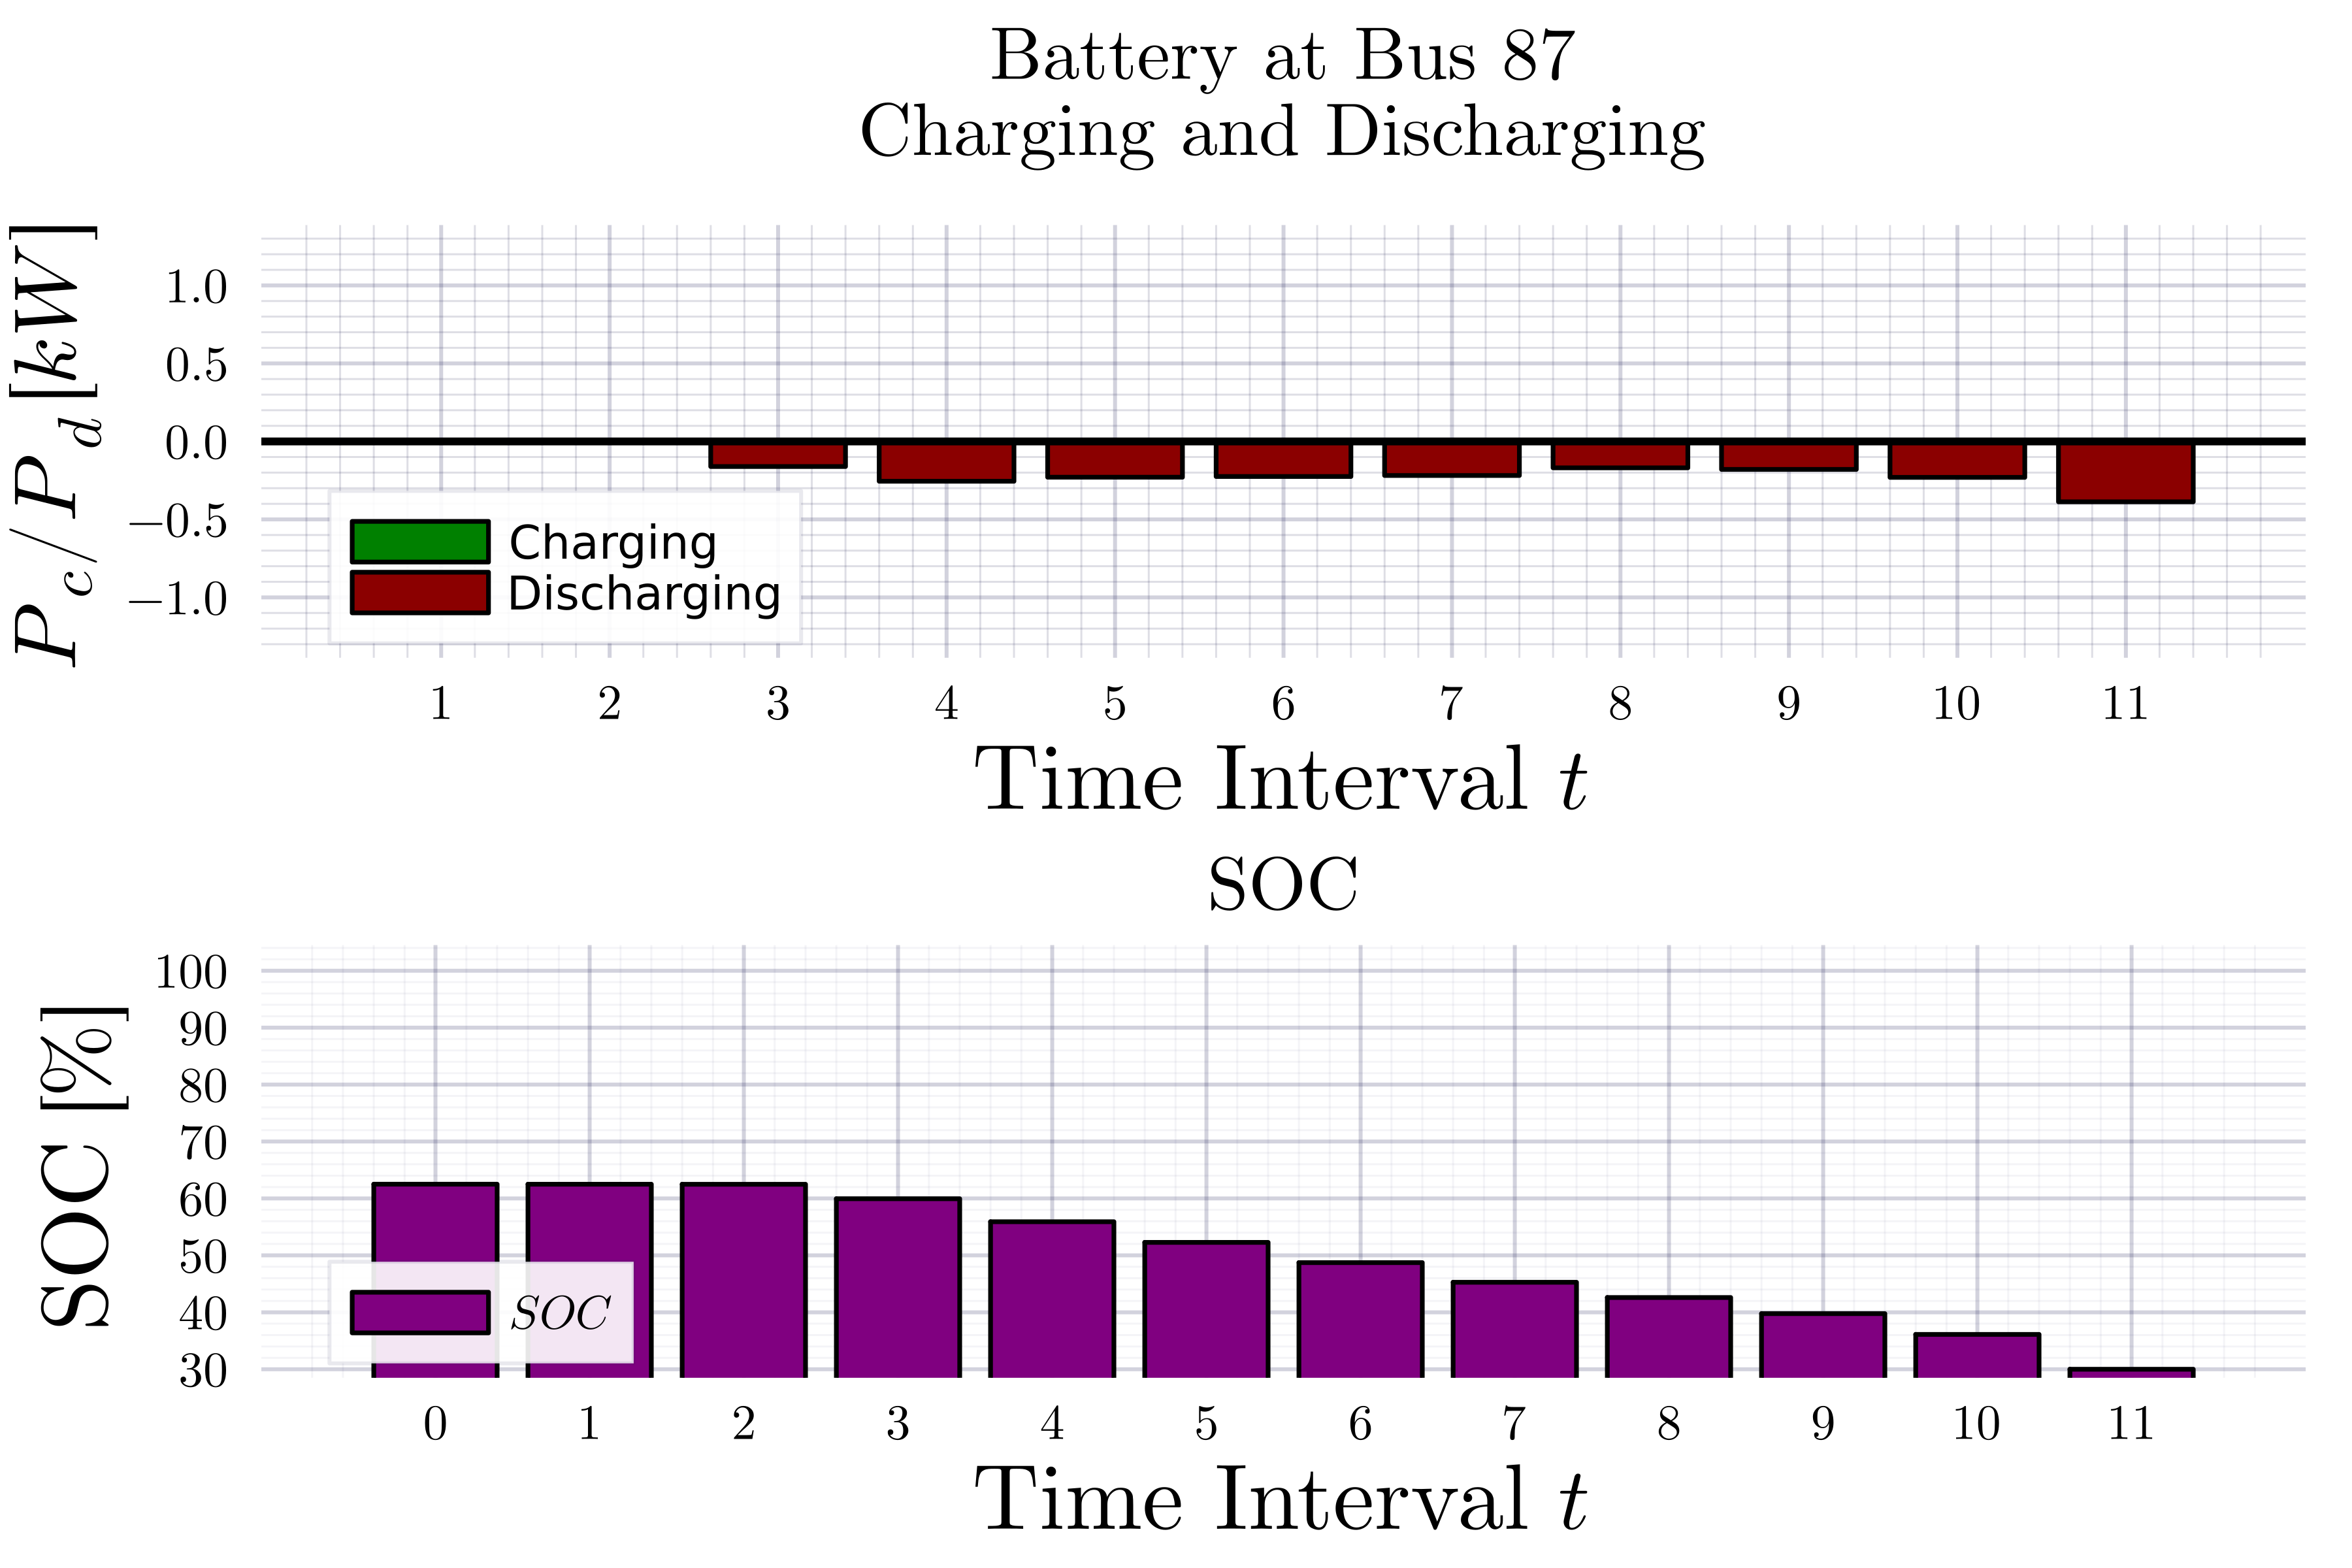 Battery at Bus 87
Charging and Discharging
P_c/P_d [kW]
1.0
0.5
0.0
−0.5
−1.0
Charging
Discharging
1 2 3 4 5 6 7 8 9 10 11
Time Interval t
SOC
SOC [%]
100
90
80
70
60
50
40
30
SOC
0 1 2 3 4 5 6 7 8 9 10 11
Time Interval t